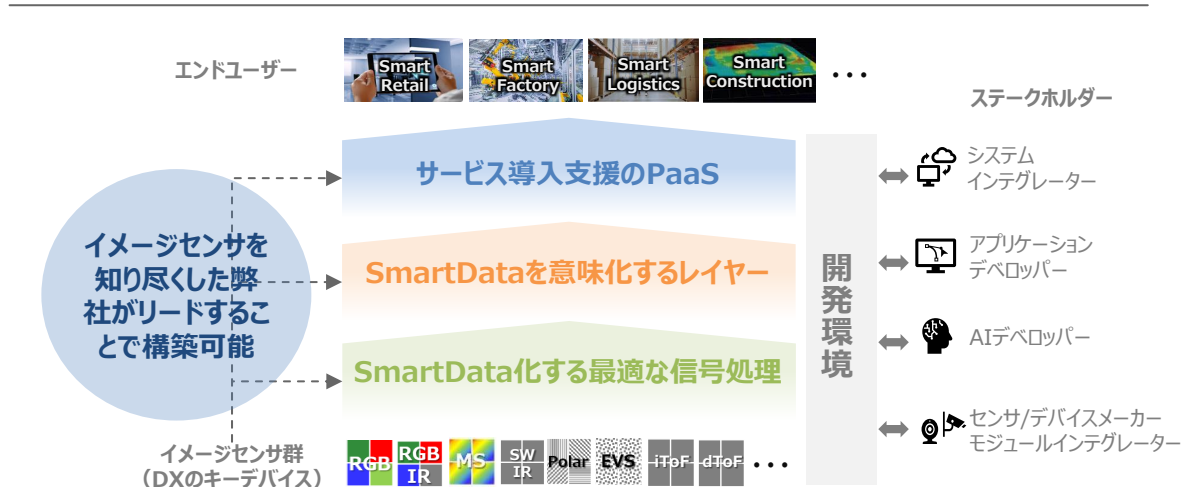 エンドユーザー
Smart
Retail
Smart
Factory
Smart
Logistics
Smart
Construction
・・・
ステークホルダー
サービス導入支援のPaaS
システム
インテグレーター
イメージセンサを
知り尽くした弊
社がリードするこ
とで構築可能
SmartDataを意味化するレイヤー
開
発
環
境
アプリケーション
デベロッパー
SmartData化する最適な信号処理
AIデベロッパー
センサ/デバイスメーカー
モジュールインテグレーター
イメージセンサ群
（DXのキーデバイス）
RGB
RGB
IR
MS
SW
IR
Polar
EVS
iToF
dToF
・・・